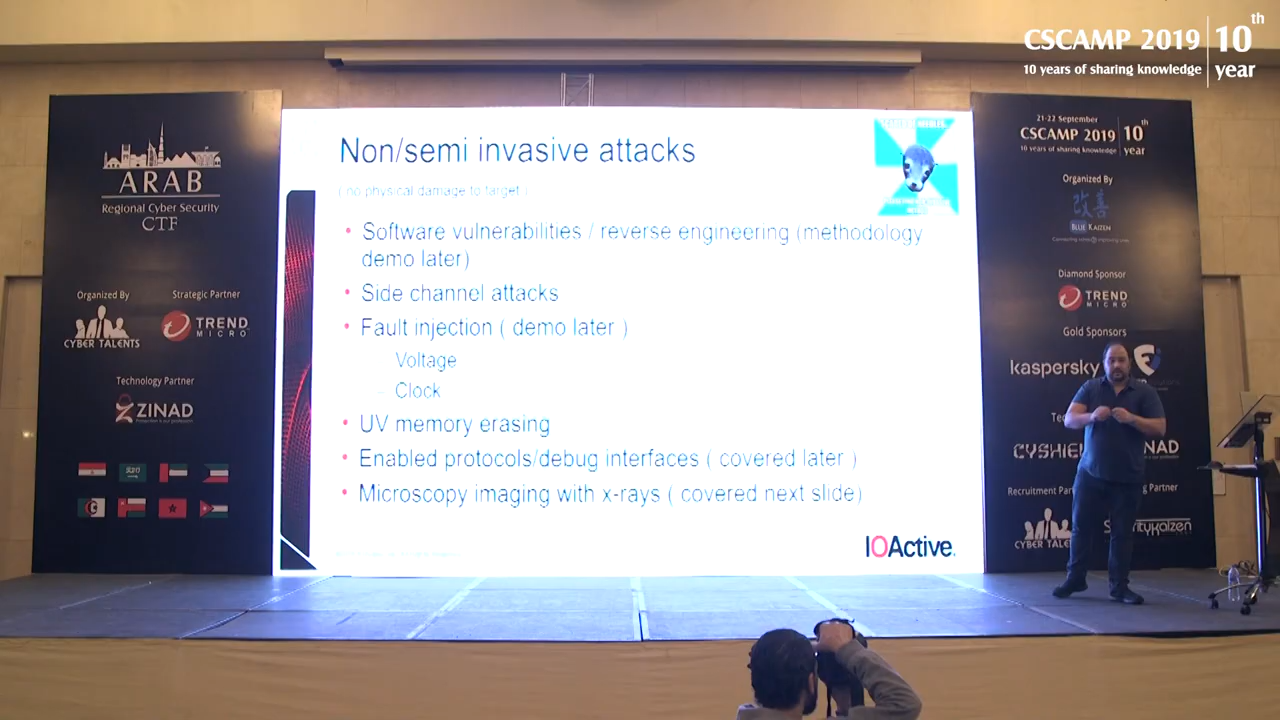 CSCAMP 2019 10th
10 years of sharing knowledge year
ARAB
Regional Cyber Security
CTF
Organized By
CYBER TALENTS
Strategic Partner
TREND
MICRO
Technology Partner
ZINAD
Non/semi invasive attacks
( no physical damage to target )
• Software vulnerabilities / reverse engineering (methodology
demo later)
• Side channel attacks
• Fault injection ( demo later )
Voltage
– Clock
• UV memory erasing
• Enabled protocols/debug interfaces ( covered later )
• Microscopy imaging with x-rays ( covered next slide)
IOActive.
21-22 September
CSCAMP 2019 10th
10 years of sharing knowledge year
Organized By
改善
BLUE KAIZEN
Diamond Sponsor
TREND
MICRO
Gold Sponsors
kaspersky
Te
CYSHIEL
NAD
Recruitment Par
g Partner
CYBER TALE
S
ritykaizen